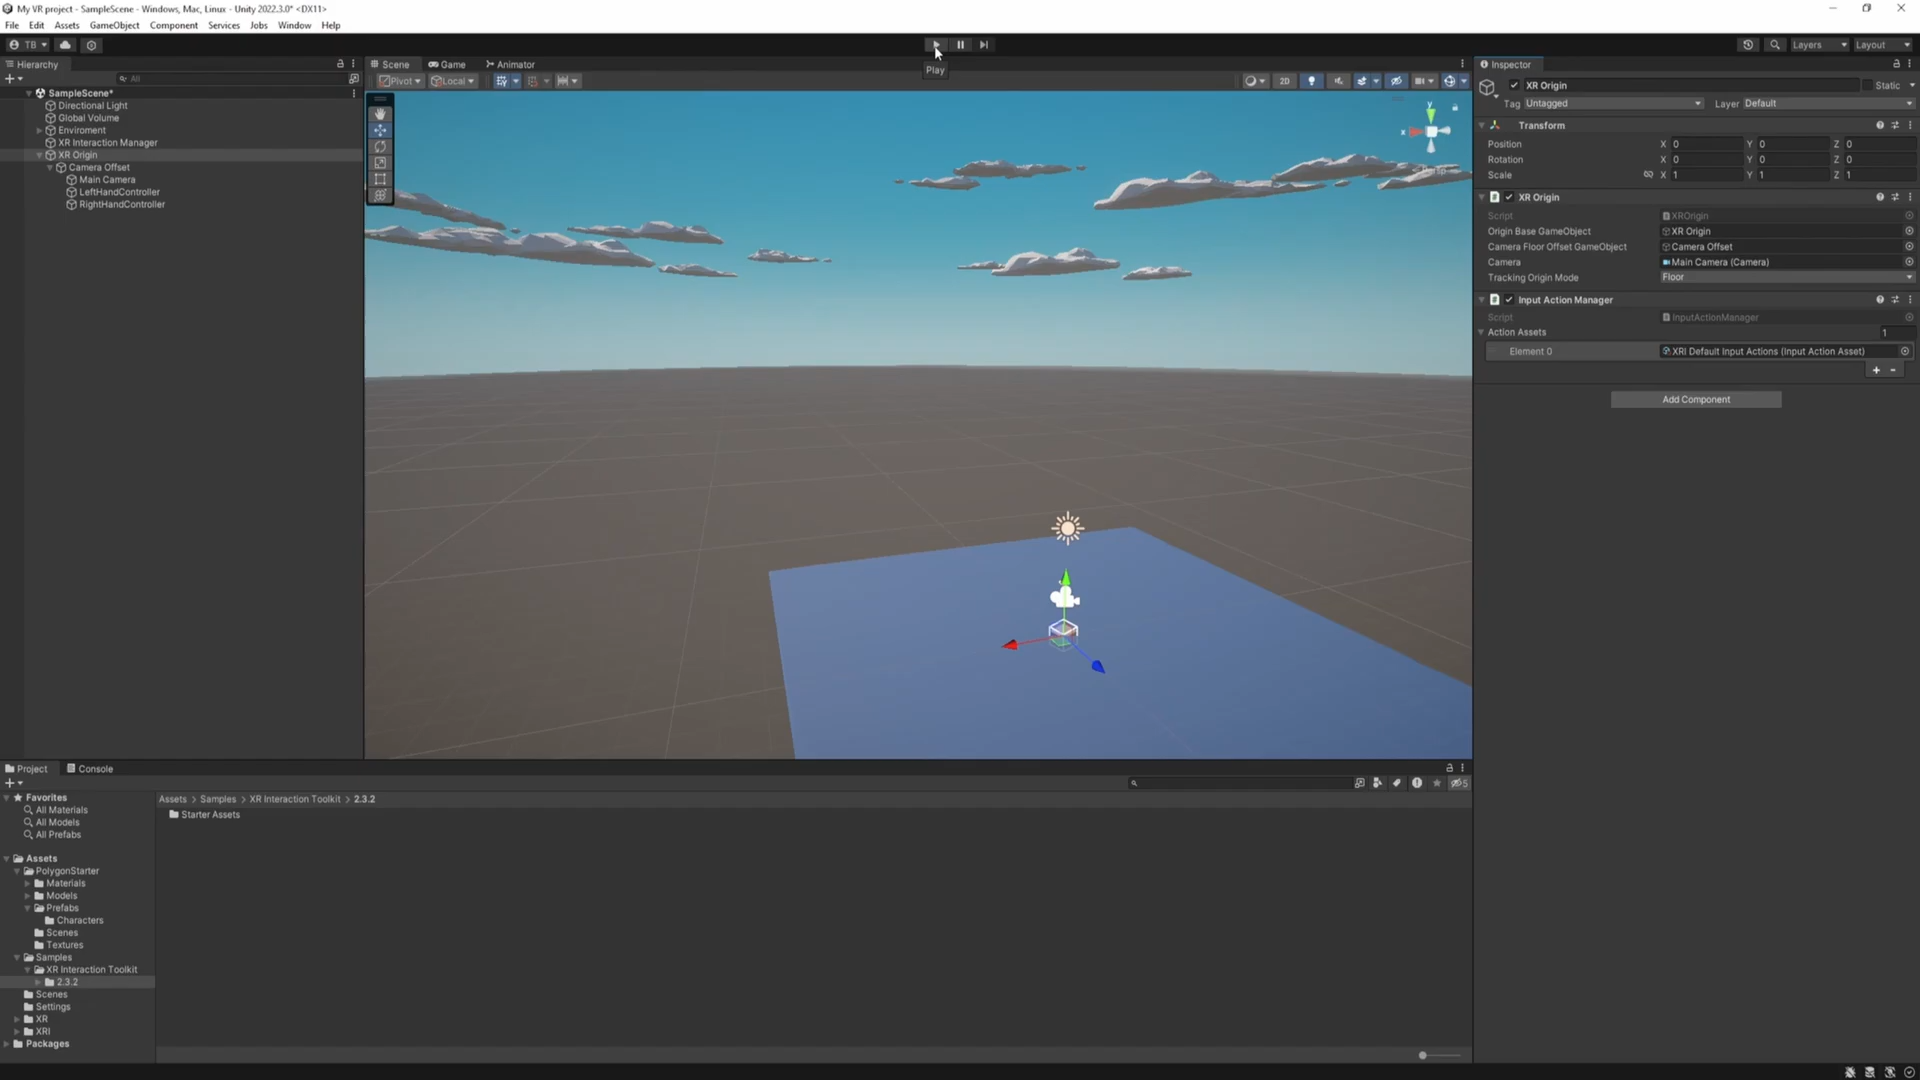 My VR project - SampleScene - Windows, Mac, Linux - Unity 2022.3.0* <DX11>
File Edit Assets GameObject Component Services Jobs Window Help
TB
Layers Layout
Play
Hierarchy
All
SampleScene*
Directional Light
Global Volume
Enviroment
XR Interaction Manager
XR Origin
Camera Offset
Main Camera
LeftHandController
RightHandController
Scene Game Animator
Pivot Local
2D
y
x
Persp
Inspector
XR Origin Static
Tag Untagged Layer Default
Transform
Position X 0 Y 0 Z 0
Rotation X 0 Y 0 Z 0
Scale X 1 Y 1 Z 1
XR Origin
Script XROrigin
Origin Base GameObject XR Origin
Camera Floor Offset GameObject Camera Offset
Camera Main Camera (Camera)
Tracking Origin Mode Floor
Input Action Manager
Script InputActionManager
Action Assets 1
Element 0 XRI Default Input Actions (Input Action Asset)
Add Component
Project Console
Favorites
All Materials
All Models
All Prefabs
Assets
PolygonStarter
Materials
Models
Prefabs
Characters
Scenes
Textures
Samples
XR Interaction Toolkit
2.3.2
Scenes
Settings
XR
XRI
Packages
Assets > Samples > XR Interaction Toolkit > 2.3.2
Starter Assets
5